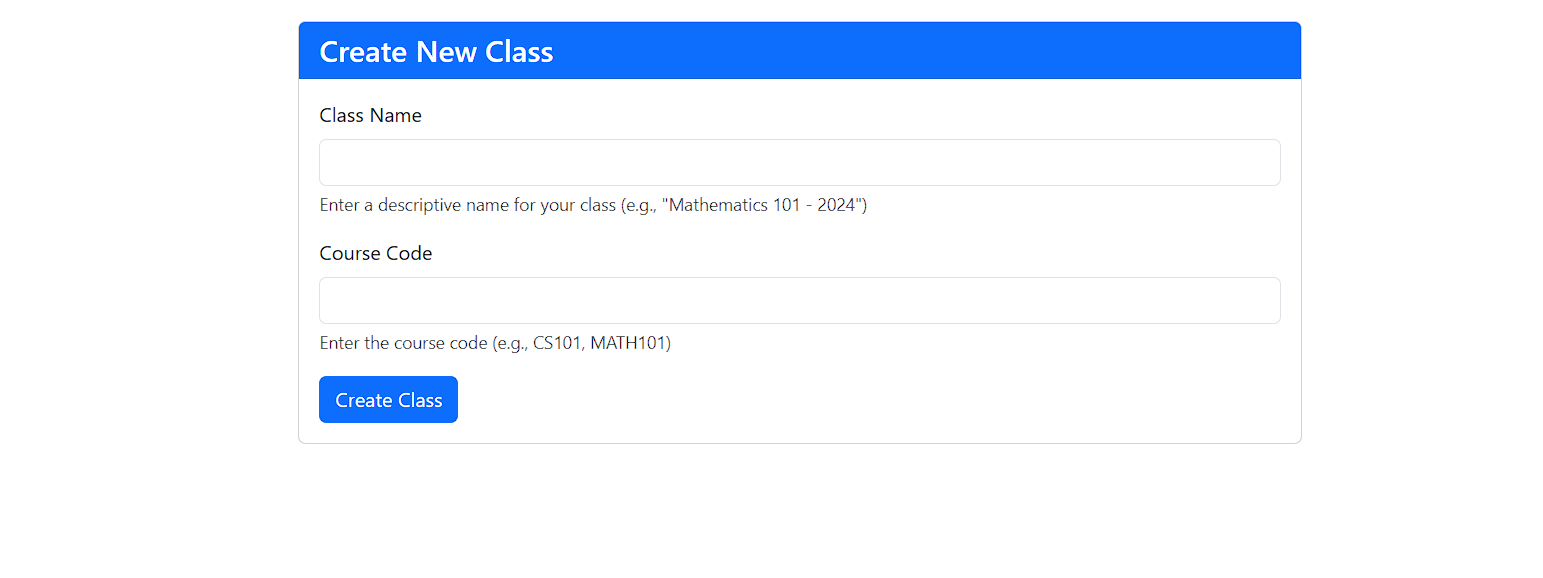 Create New Class
Class Name
Enter a descriptive name for your class (e.g., "Mathematics 101 - 2024")
Course Code
Enter the course code (e.g., CS101, MATH101)
Create Class